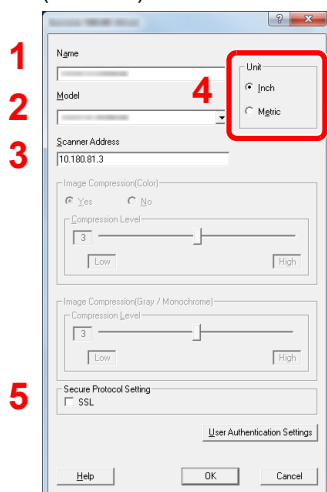 1
Name
Unit
4
Inch
Metric
2
Model
3
Scanner Address
10.180.81.3
Image Compression(Color)
Yes No
Compression Level
3
Low High
Image Compression(Gray / Monochrome)
Compression Level
3
Low High
5
Secure Protocol Setting
SSL
User Authentication Settings
Help OK Cancel